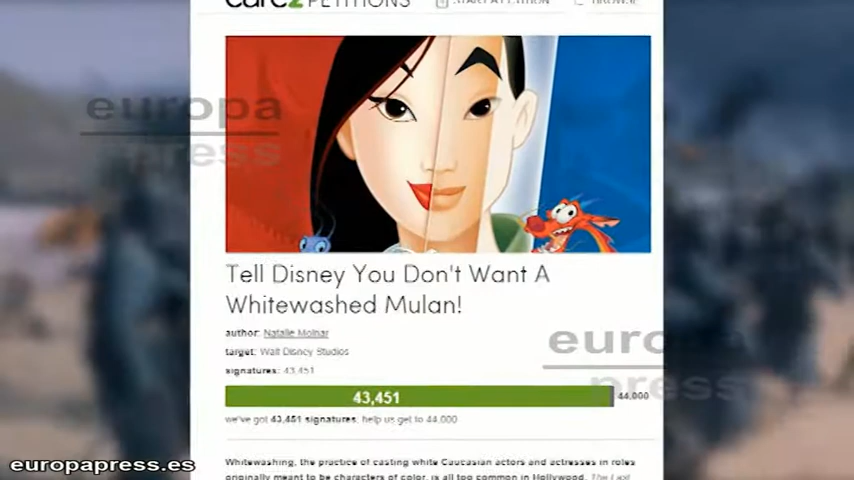 care2 PETITIONS START A PETITION BROWSE
europa
press
Tell Disney You Don't Want A
Whitewashed Mulan!
author: Natalie Molnar
target: Walt Disney Studios
signatures: 43,451
europa
press
43,451 44,000
we've got 43,451 signatures, help us get to 44,000
Whitewashing, the practice of casting white Caucasian actors and actresses in roles
originally meant to be characters of color, is all too common in Hollywood. The Last
europapress.es